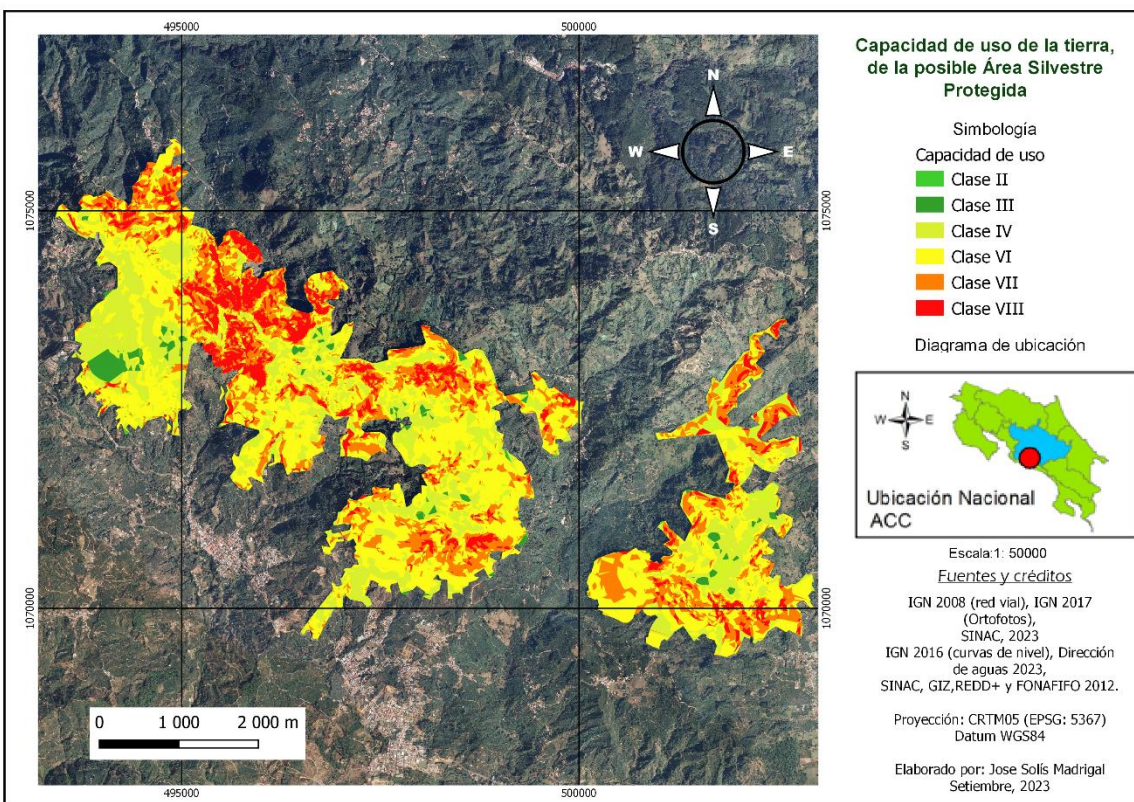 495000
500000
1075000
1075000
1070000
1070000
495000
500000
N
W
E
S
0 1 000 2 000 m
Capacidad de uso de la tierra,
de la posible Área Silvestre
Protegida
Simbología
Capacidad de uso
Clase II
Clase III
Clase IV
Clase VI
Clase VII
Clase VIII
Diagrama de ubicación
N
W E
S
Ubicación Nacional
ACC
Escala:1: 50000
Fuentes y créditos
IGN 2008 (red vial), IGN 2017
(Ortofotos),
SINAC, 2023
IGN 2016 (curvas de nivel), Dirección
de aguas 2023,
SINAC, GIZ,REDD+ y FONAFIFO 2012.
Proyección: CRTM05 (EPSG: 5367)
Datum WGS84
Elaborado por: Jose Solís Madrigal
Setiembre, 2023